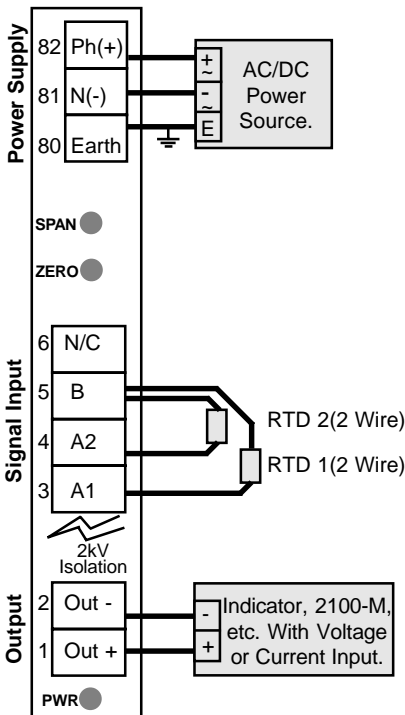 Power Supply
82 Ph(+)
81 N(-)
80 Earth
+
~
-
~
E
AC/DC
Power
Source.
SPAN
ZERO
Signal Input
6 N/C
5 B
4 A2
3 A1
RTD 2(2 Wire)
RTD 1(2 Wire)
2kV
Isolation
Output
2 Out -
1 Out +
-
+
Indicator, 2100-M,
etc. With Voltage
or Current Input.
PWR